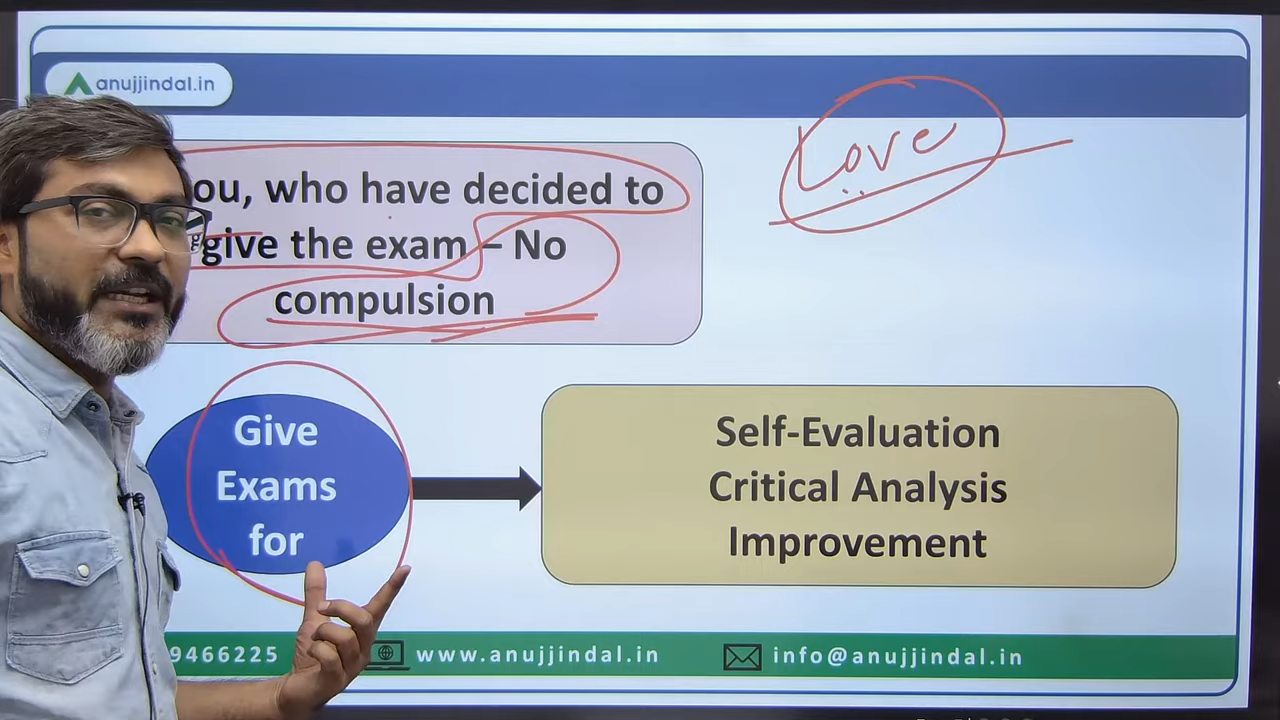 anujjindal.in
Love
ou, who have decided to
give the exam – No
compulsion
Give
Exams
for
Self-Evaluation
Critical Analysis
Improvement
9466225
www.anujjindal.in
info@anujjindal.in